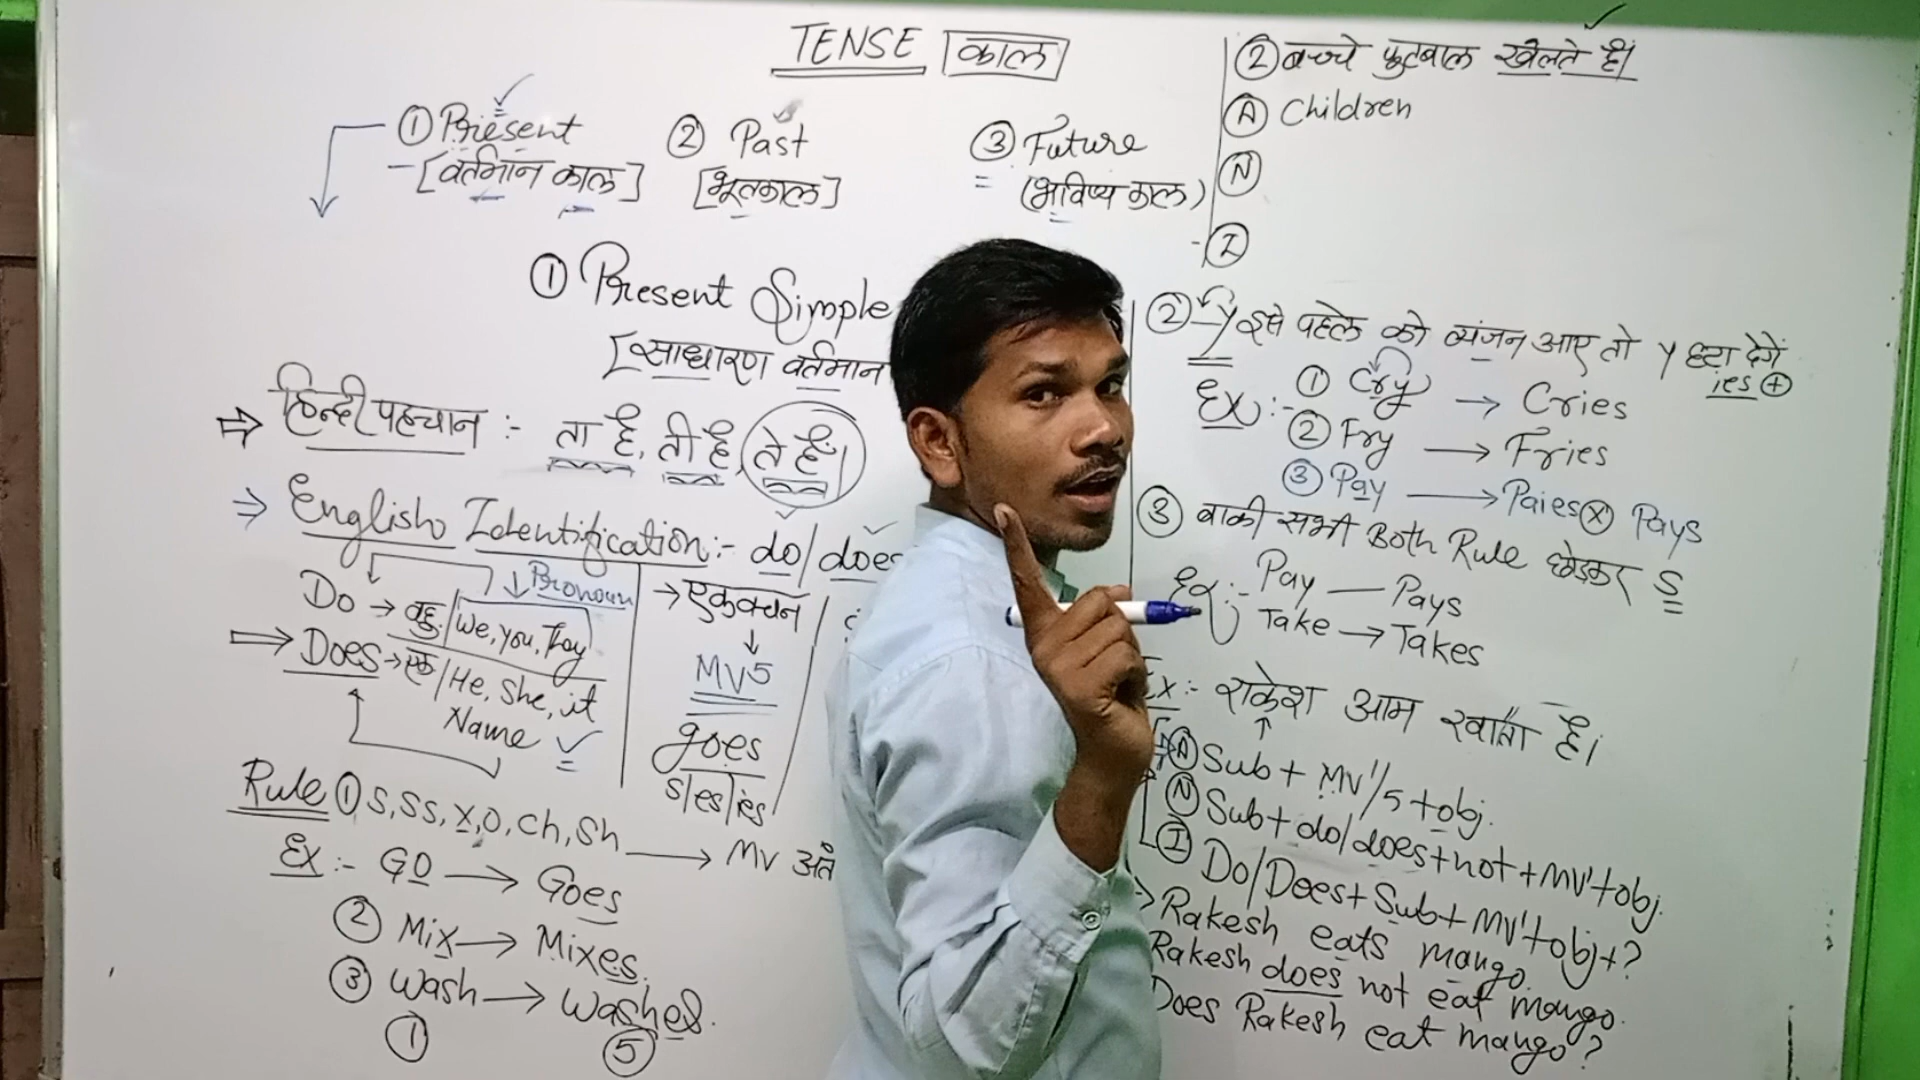 TENSE काल
① Present ② Past ③ Future
[वर्तमान काल] [भूतकाल] (भविष्य काल)
① Present Simple
[साधारण वर्तमान
⇒ हिन्दी पहचान :- ता है, ती है, ते हैं।
⇒ English Identification:- do/does
Do → बहु./We, you, They
Pronoun
Does → एक/He, She, it
Name
→ एकवचन
↓
MV5
goes
s/es/ies
Rule ① S, SS, X, O, Ch, Sh → MV अंत
Ex :- GO → Goes
② Mix → Mixes.
③ Wash → Washes.
① ⑤
② बच्चे फुटबाल खेलते हैं।
Ⓐ Children
Ⓝ
Ⓘ
② Y इसे पहले को व्यंजन आए तो Y हटा देगें
ies ⊕
Ex :- ① Cry → Cries
② Fry → Fries
③ Pay → Paies ⓧ Pays
③ बाकी सभी Both Rule छोडकर S
Ex :- Pay — Pays
Take → Takes
Ex :- राकेश आम खाता है।
Ⓐ Sub + MV'/5 + obj.
Ⓝ Sub + do/does + not + MV' + obj.
Ⓘ Do/Does + Sub + MV' + obj + ?
Rakesh eats mango.
Rakesh does not eat mango.
Does Rakesh eat mango?